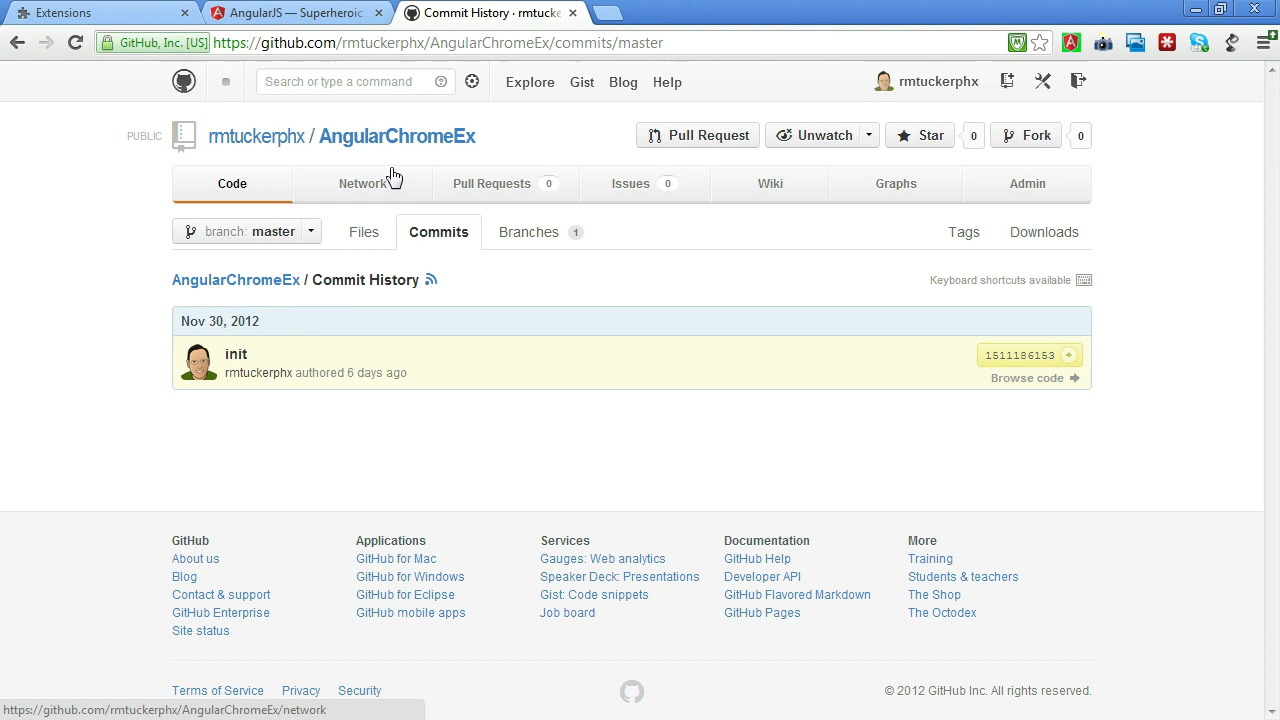 Extensions
AngularJS — Superheroic
Commit History · rmtucke
GitHub, Inc. [US] https://github.com/rmtuckerphx/AngularChromeEx/commits/master
Search or type a command
Explore Gist Blog Help
rmtuckerphx
PUBLIC
rmtuckerphx / AngularChromeEx
Pull Request Unwatch Star 0 Fork 0
Code Network Pull Requests 0 Issues 0 Wiki Graphs Admin
branch: master Files Commits Branches 1 Tags Downloads
AngularChromeEx / Commit History
Keyboard shortcuts available
Nov 30, 2012
init
rmtuckerphx authored 6 days ago
1511186153
Browse code
GitHub
About us
Blog
Contact & support
GitHub Enterprise
Site status
Applications
GitHub for Mac
GitHub for Windows
GitHub for Eclipse
GitHub mobile apps
Services
Gauges: Web analytics
Speaker Deck: Presentations
Gist: Code snippets
Job board
Documentation
GitHub Help
Developer API
GitHub Flavored Markdown
GitHub Pages
More
Training
Students & teachers
The Shop
The Octodex
Terms of Service Privacy Security
© 2012 GitHub Inc. All rights reserved.
https://github.com/rmtuckerphx/AngularChromeEx/network